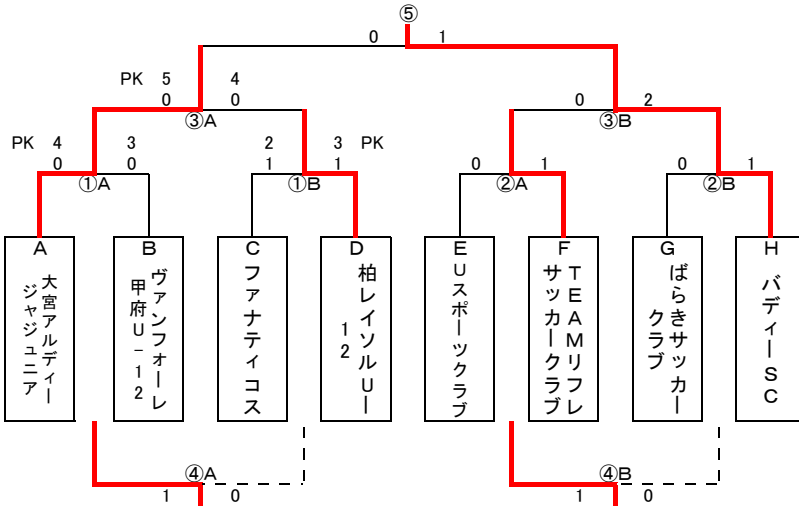 ⑤
0 1
PK 5 4
0 0
③A
0 2
③B
PK 4 3
0 0
①A
2 3 PK
1 1
①B
0 1
②A
0 1
②B
A
大宮アルディー
ジャジュニア
B
ヴァンフォーレ
甲府U-12
C
ファナティコス
D
柏レイソルU-
12
E
Uスポーツクラブ
F
TEAMリフレ
サッカークラブ
G
ばらきサッカー
クラブ
H
バディーSC
④A
1 0
④B
1 0